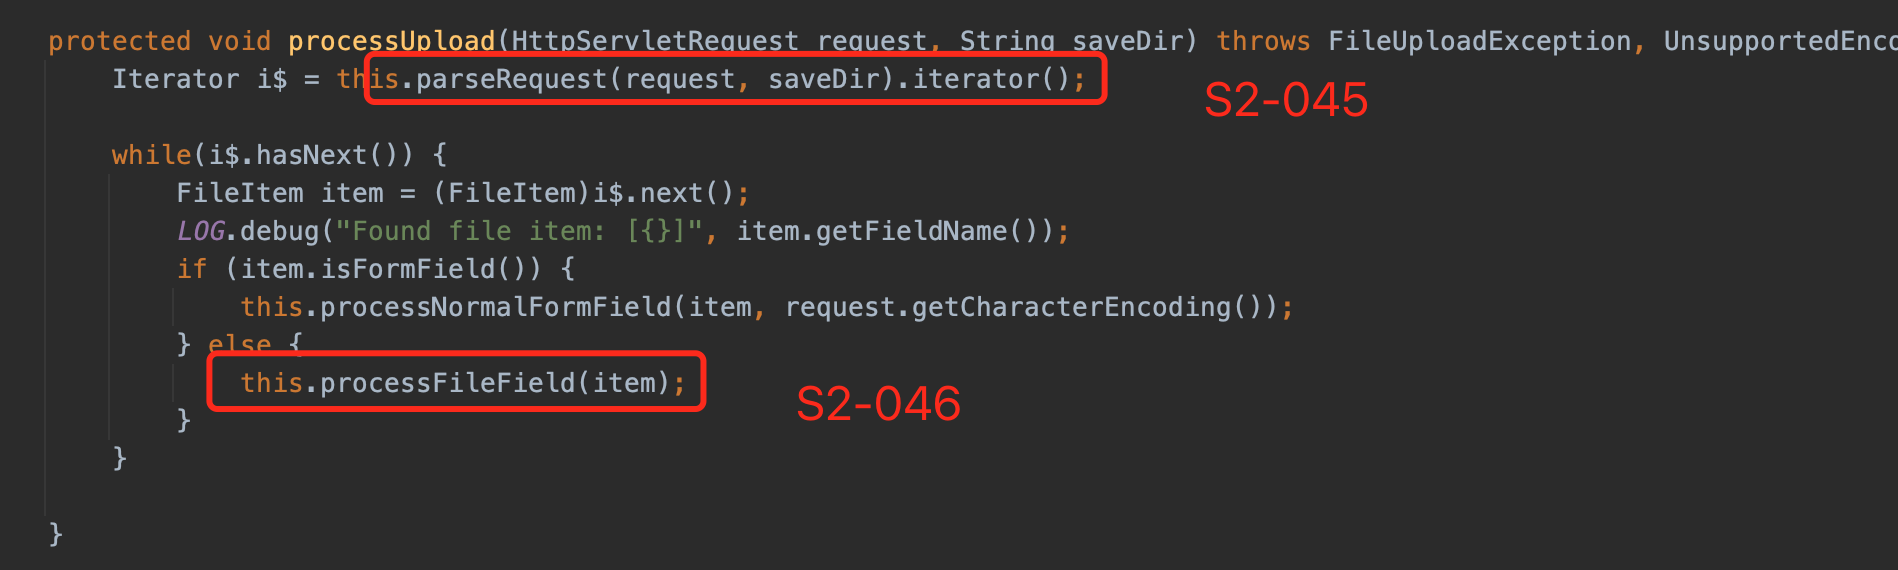 protected void processUpload(HttpServletRequest request, String saveDir) throws FileUploadException, UnsupportedEnco
Iterator i$ = this.parseRequest(request, saveDir).iterator();
S2-045
while(i$.hasNext()) {
FileItem item = (FileItem)i$.next();
LOG.debug("Found file item: [{}]", item.getFieldName());
if (item.isFormField()) {
this.processNormalFormField(item, request.getCharacterEncoding());
} else {
this.processFileField(item);
S2-046
}
}
}